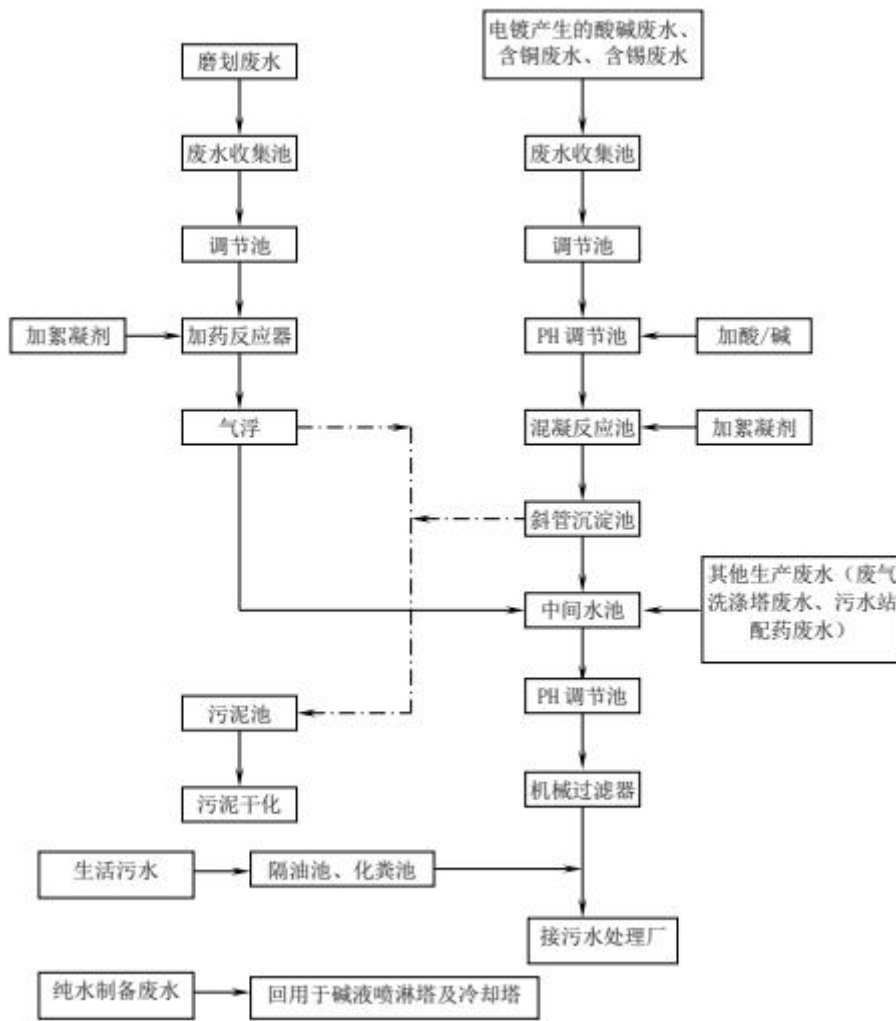 电镀产生的酸碱废水、
含铜废水、含锡废水
磨划废水
废水收集池
废水收集池
调节池
调节池
加絮凝剂
加药反应器
PH 调节池
加酸/碱
气浮
混凝反应池
加絮凝剂
斜管沉淀池
其他生产废水（废气
洗涤塔废水、污水站
配药废水）
中间水池
污泥池
PH 调节池
污泥干化
机械过滤器
生活污水
隔油池、化粪池
接污水处理厂
纯水制备废水
回用于碱液喷淋塔及冷却塔